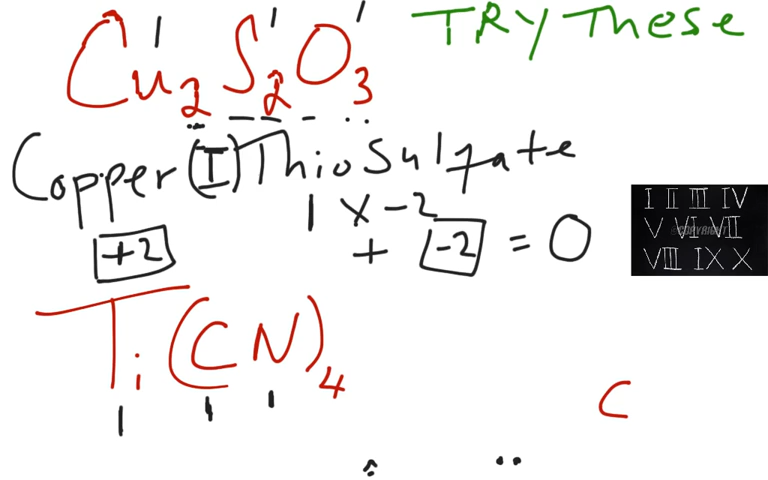 TRY These
Cu₂S₂O₃
Copper (I) ThioSulfate
1 x -2
+2 + -2 = 0
I II III IV
V VI VII
©COPYRIGHT
VIII IX X
Ti(CN)₄
C